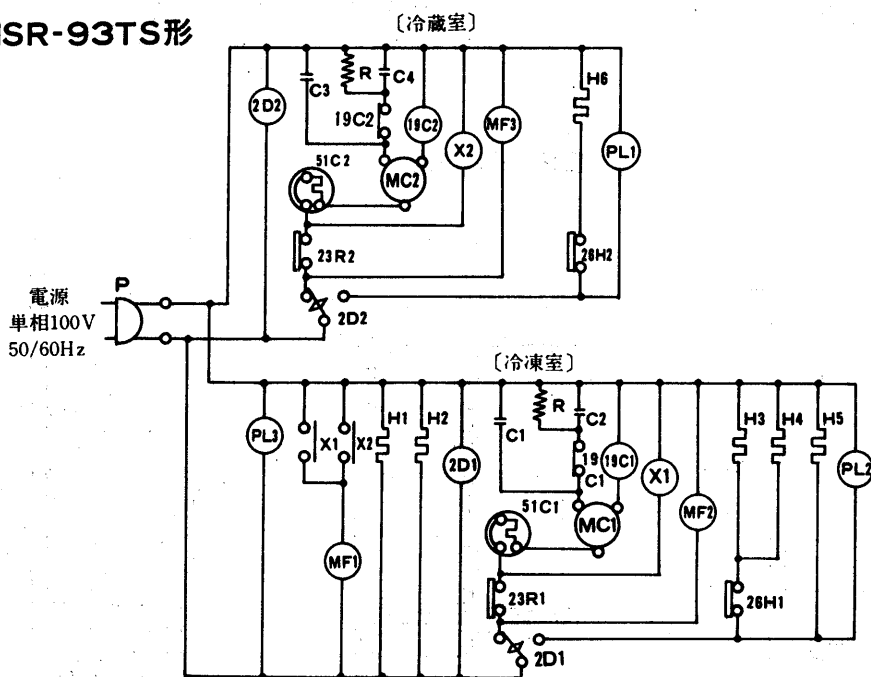 SR-93TS形
〔冷蔵室〕
2D2
C3
R
C4
19C2
19C2
X2
MF3
H6
PL1
51C2
MC2
23R2
26H2
2D2
P
電源
単相100V
50/60Hz
〔冷凍室〕
PL3
X1
X2
H1
H2
2D1
C1
R
C2
19
C1
19C1
X1
MF2
H3
H4
H5
PL2
51C1
MC1
MF1
23R1
26H1
2D1